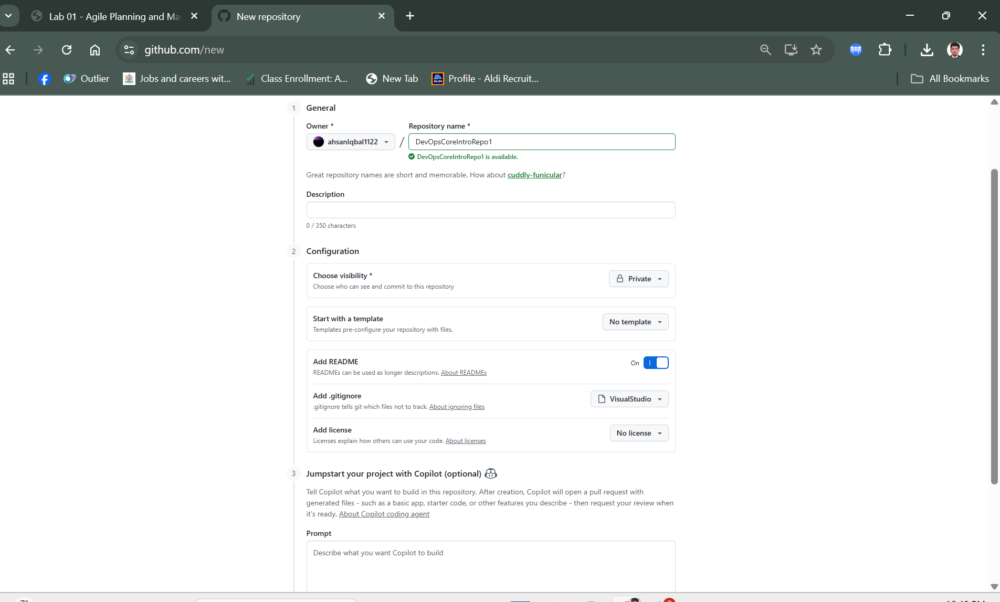 Lab 01 - Agile Planning and Ma
New repository
github.com/new
Outlier
Jobs and careers wit...
Class Enrollment: A...
New Tab
Profile - Aldi Recruit...
All Bookmarks
1 General
Owner * Repository name *
ahsanIqbal1122 / DevOpsCoreIntroRepo1
DevOpsCoreIntroRepo1 is available.
Great repository names are short and memorable. How about cuddly-funicular?
Description
0 / 350 characters
2 Configuration
Choose visibility *
Choose who can see and commit to this repository
Private
Start with a template
Templates pre-configure your repository with files.
No template
Add README
READMEs can be used as longer descriptions. About READMEs
On
Add .gitignore
.gitignore tells git which files not to track. About ignoring files
VisualStudio
Add license
Licenses explain how others can use your code. About licenses
No license
3 Jumpstart your project with Copilot (optional)
Tell Copilot what you want to build in this repository. After creation, Copilot will open a pull request with
generated files - such as a basic app, starter code, or other features you describe - then request your review when
it's ready. About Copilot coding agent
Prompt
Describe what you want Copilot to build